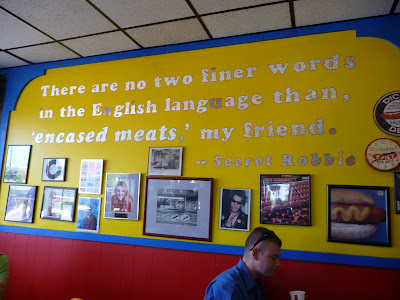 There are no two finer words
in the English language than,
'encased meats,' my friend.
~ Secret Robbie